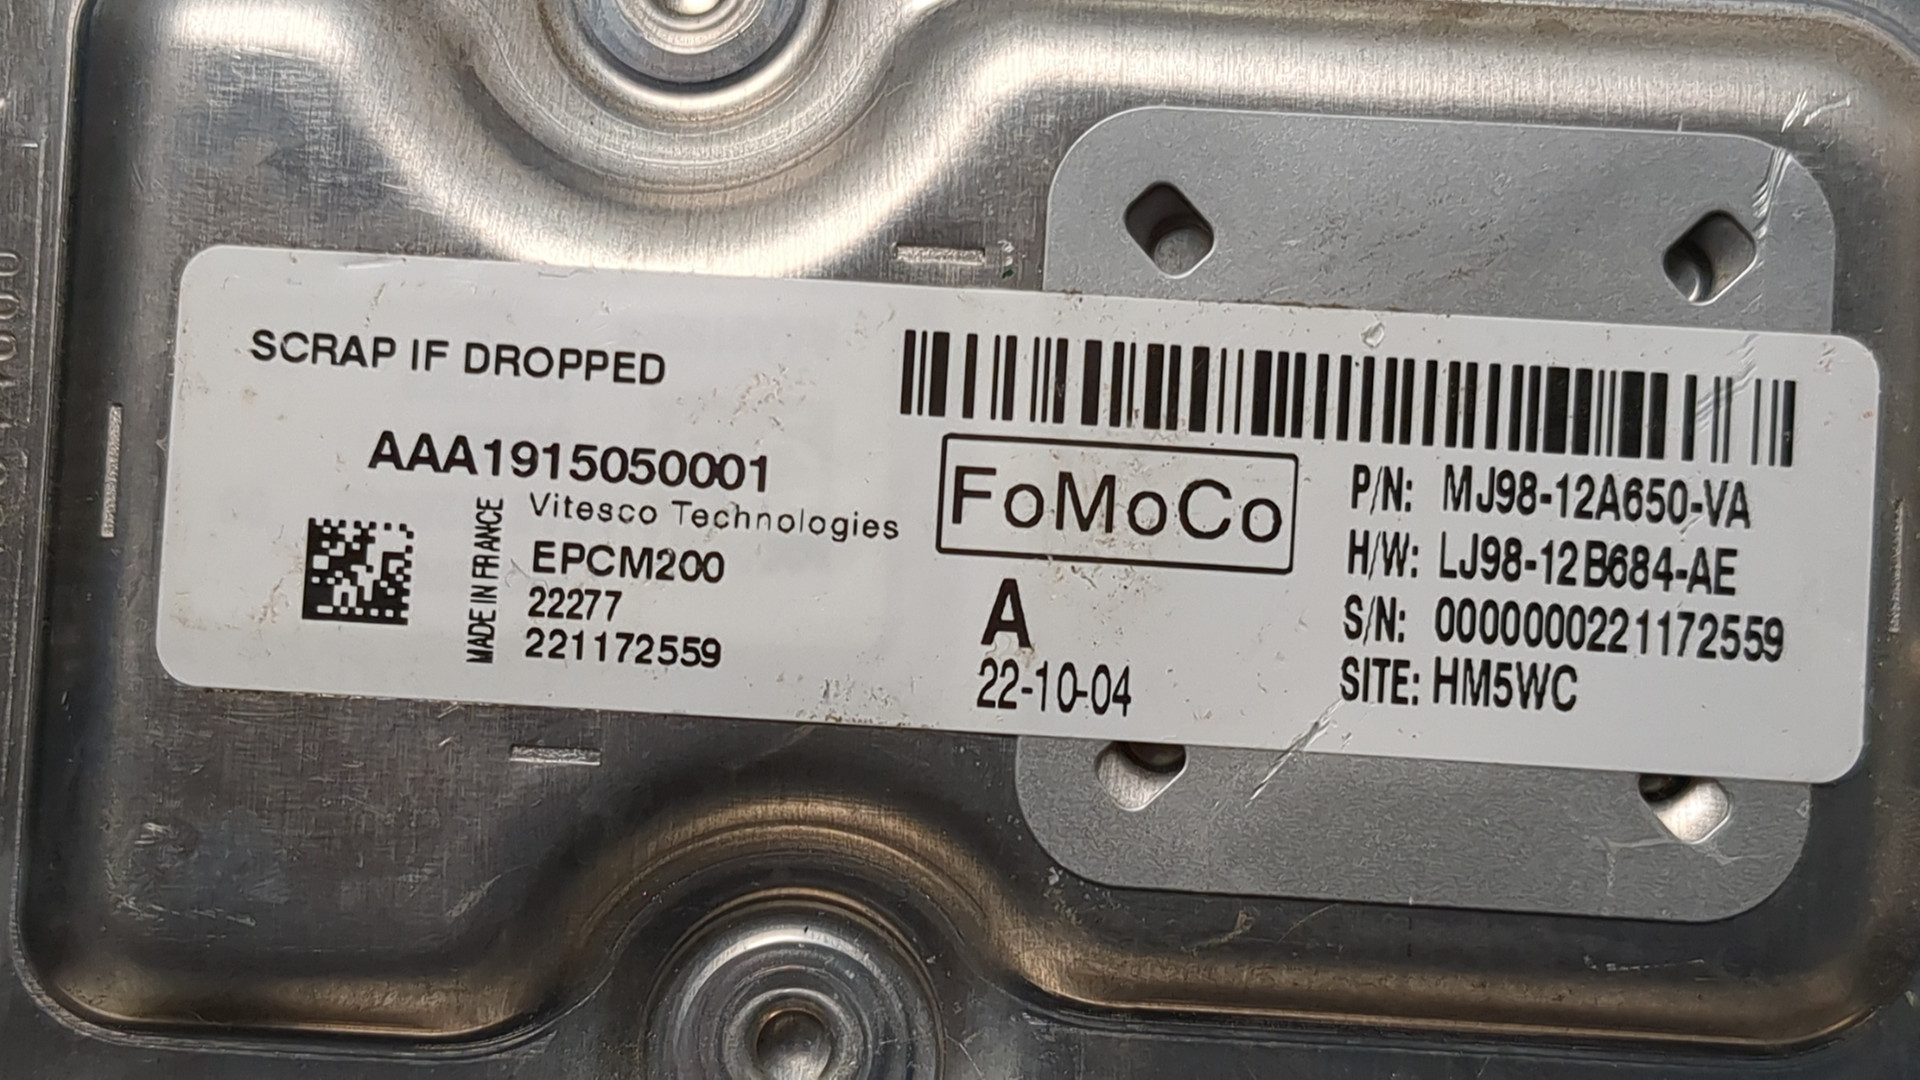 SCRAP IF DROPPED
AAA1915050001
MADE IN FRANCE
Vitesco Technologies
EPCM200
22277
221172559
FoMoCo
A
22-10-04
P/N: MJ98-12A650-VA
H/W: LJ98-12B684-AE
S/N: 0000000221172559
SITE: HM5WC